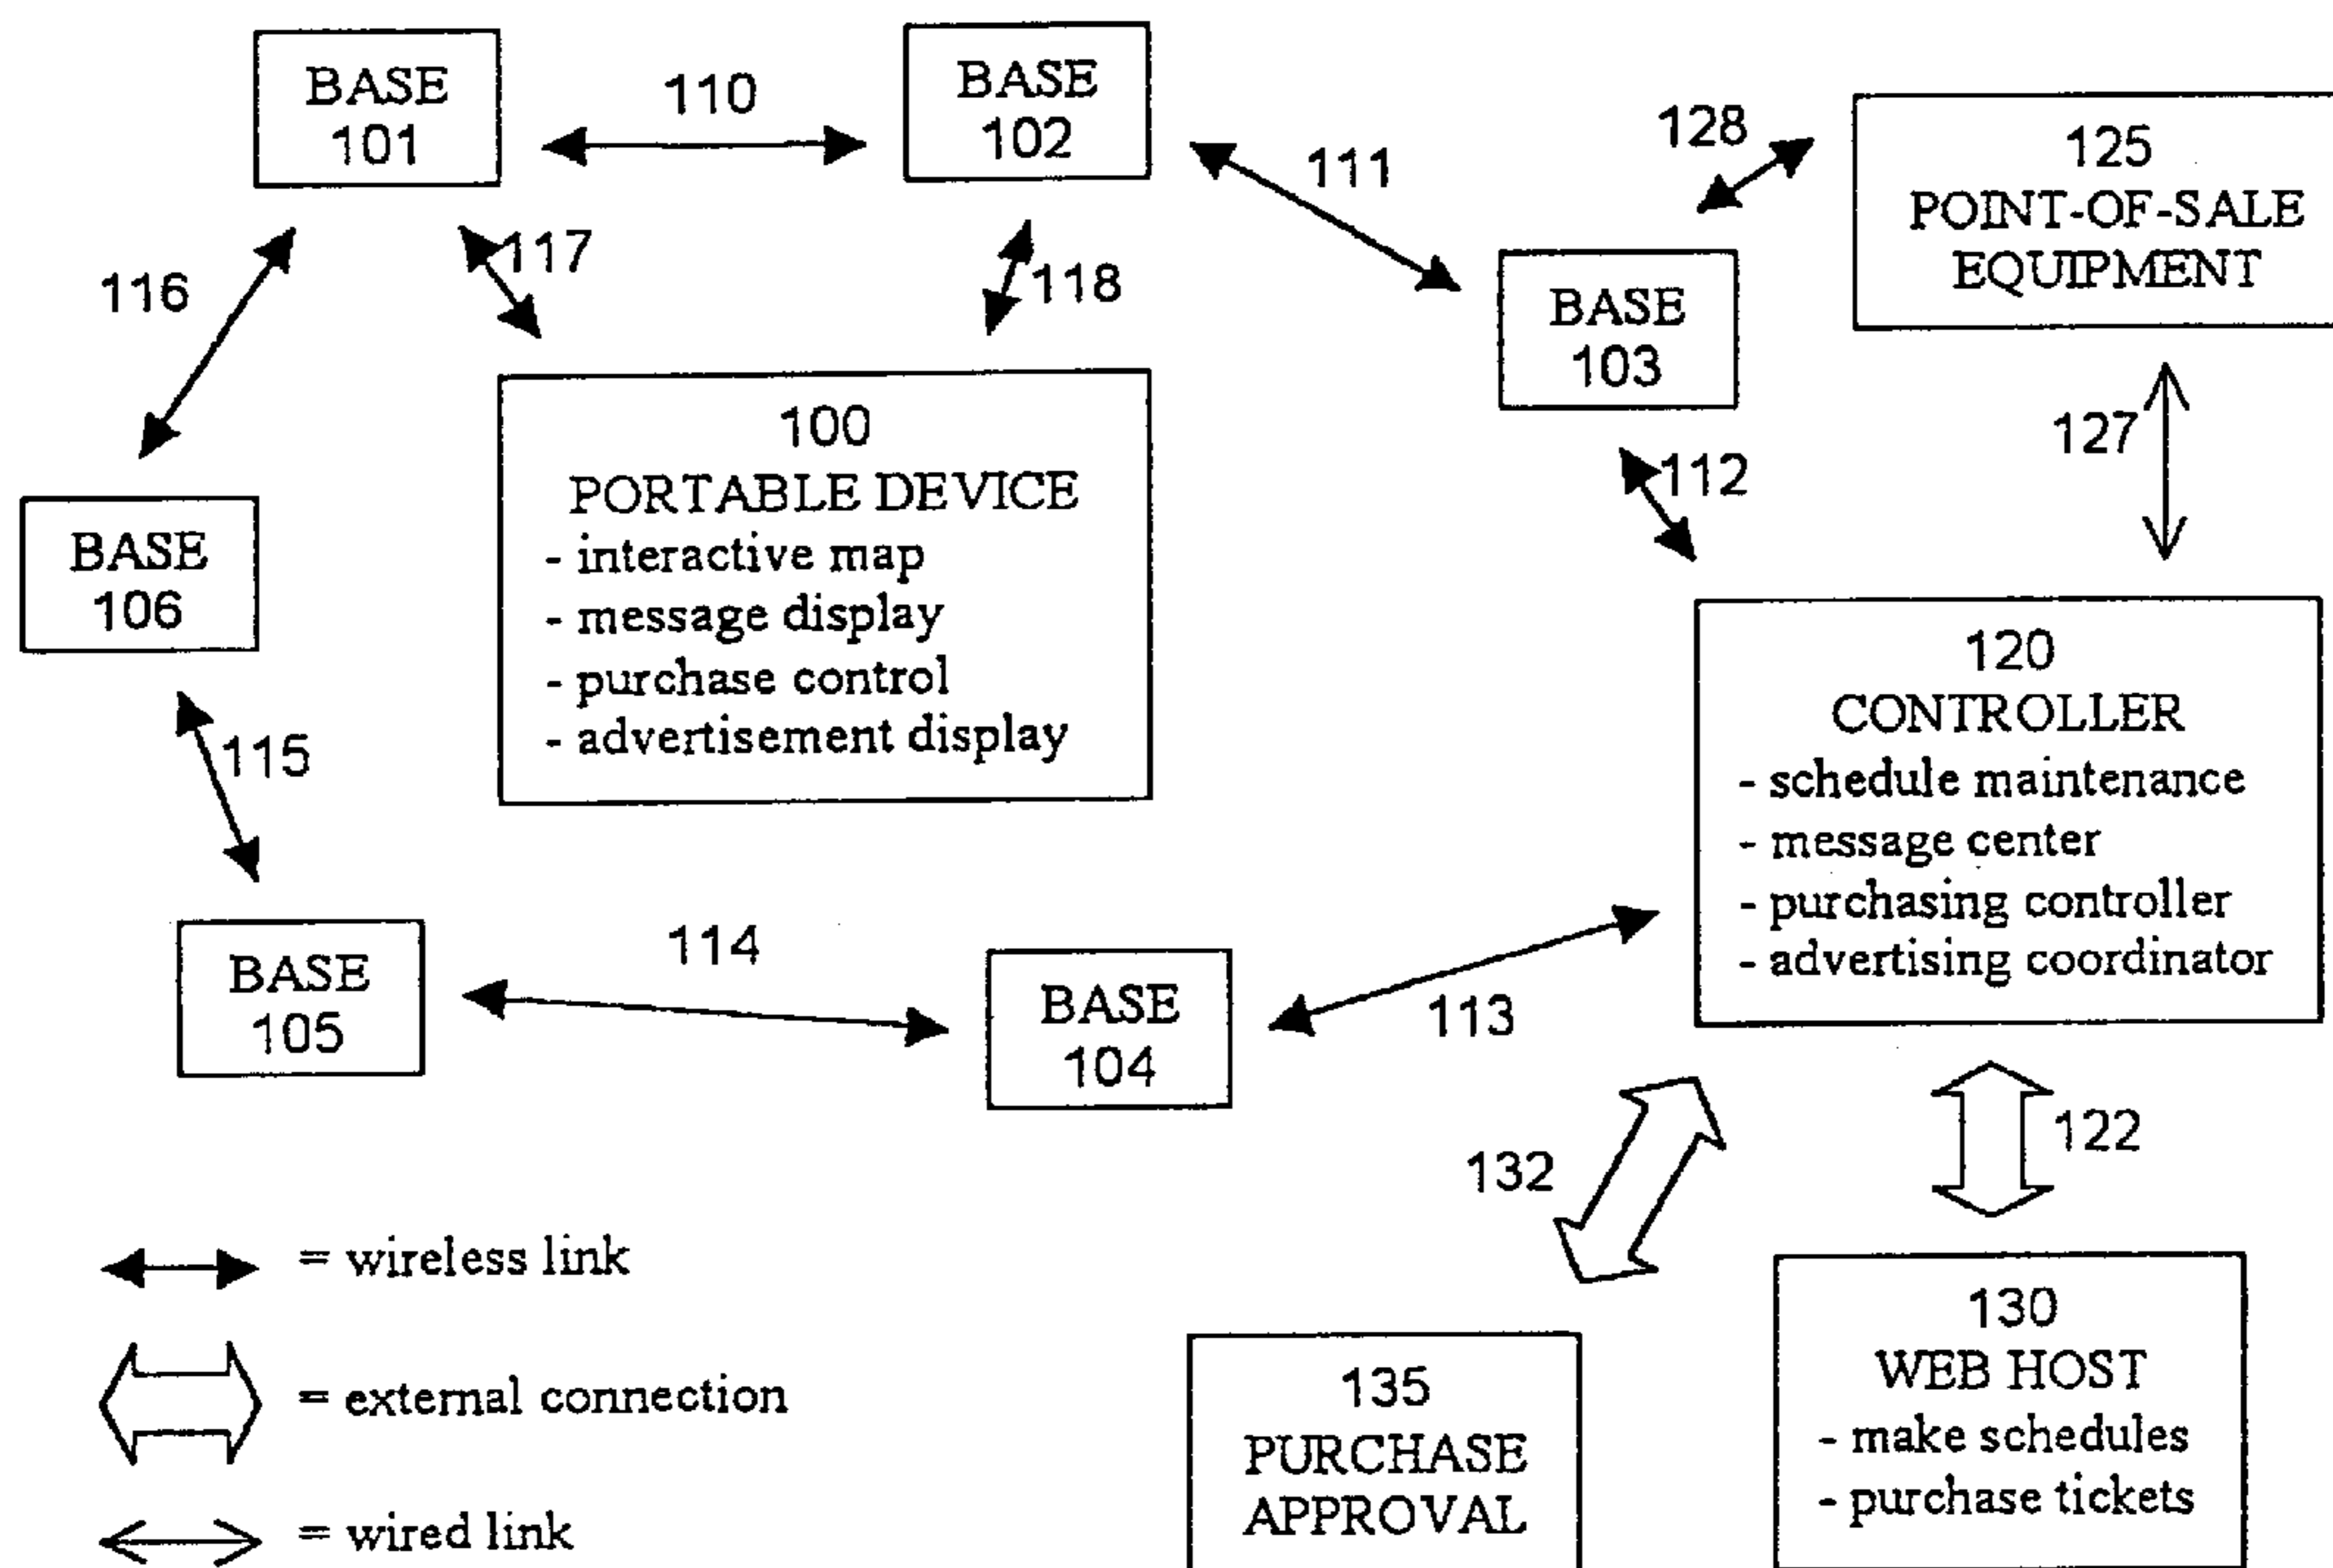 BASE
101
110
BASE
102
111
128
125
POINT-OF-SALE
EQUIPMENT
116
117
118
BASE
103
127
112
BASE
106
100
PORTABLE DEVICE
- interactive map
- message display
- purchase control
- advertisement display
115
120
CONTROLLER
- schedule maintenance
- message center
- purchasing controller
- advertising coordinator
BASE
105
114
BASE
104
113
132
122
= wireless link
= external connection
= wired link
135
PURCHASE
APPROVAL
130
WEB HOST
- make schedules
- purchase tickets